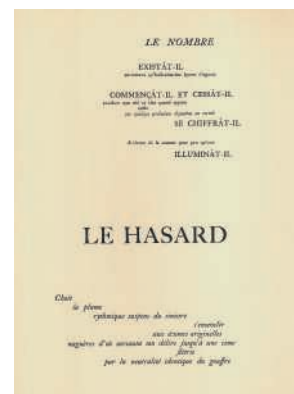 LE NOMBRE
EXISTÂT-IL
autrement qu'hallucination éparse d'agonie
COMMENÇÂT-IL ET CESSÂT-IL
sourdant que nié et clos quand apparu
enfin
par quelque profusion répandue en rareté
SE CHIFFRÂT-IL
évidence de la somme pour peu qu'une
ILLUMINÂT-IL
LE HASARD
Choit
la plume
rythmique suspens du sinistre
s'ensevelir
aux écumes originelles
naguères d'où sursauta son délire jusqu'à une cime
flétrie
par la neutralité identique du gouffre